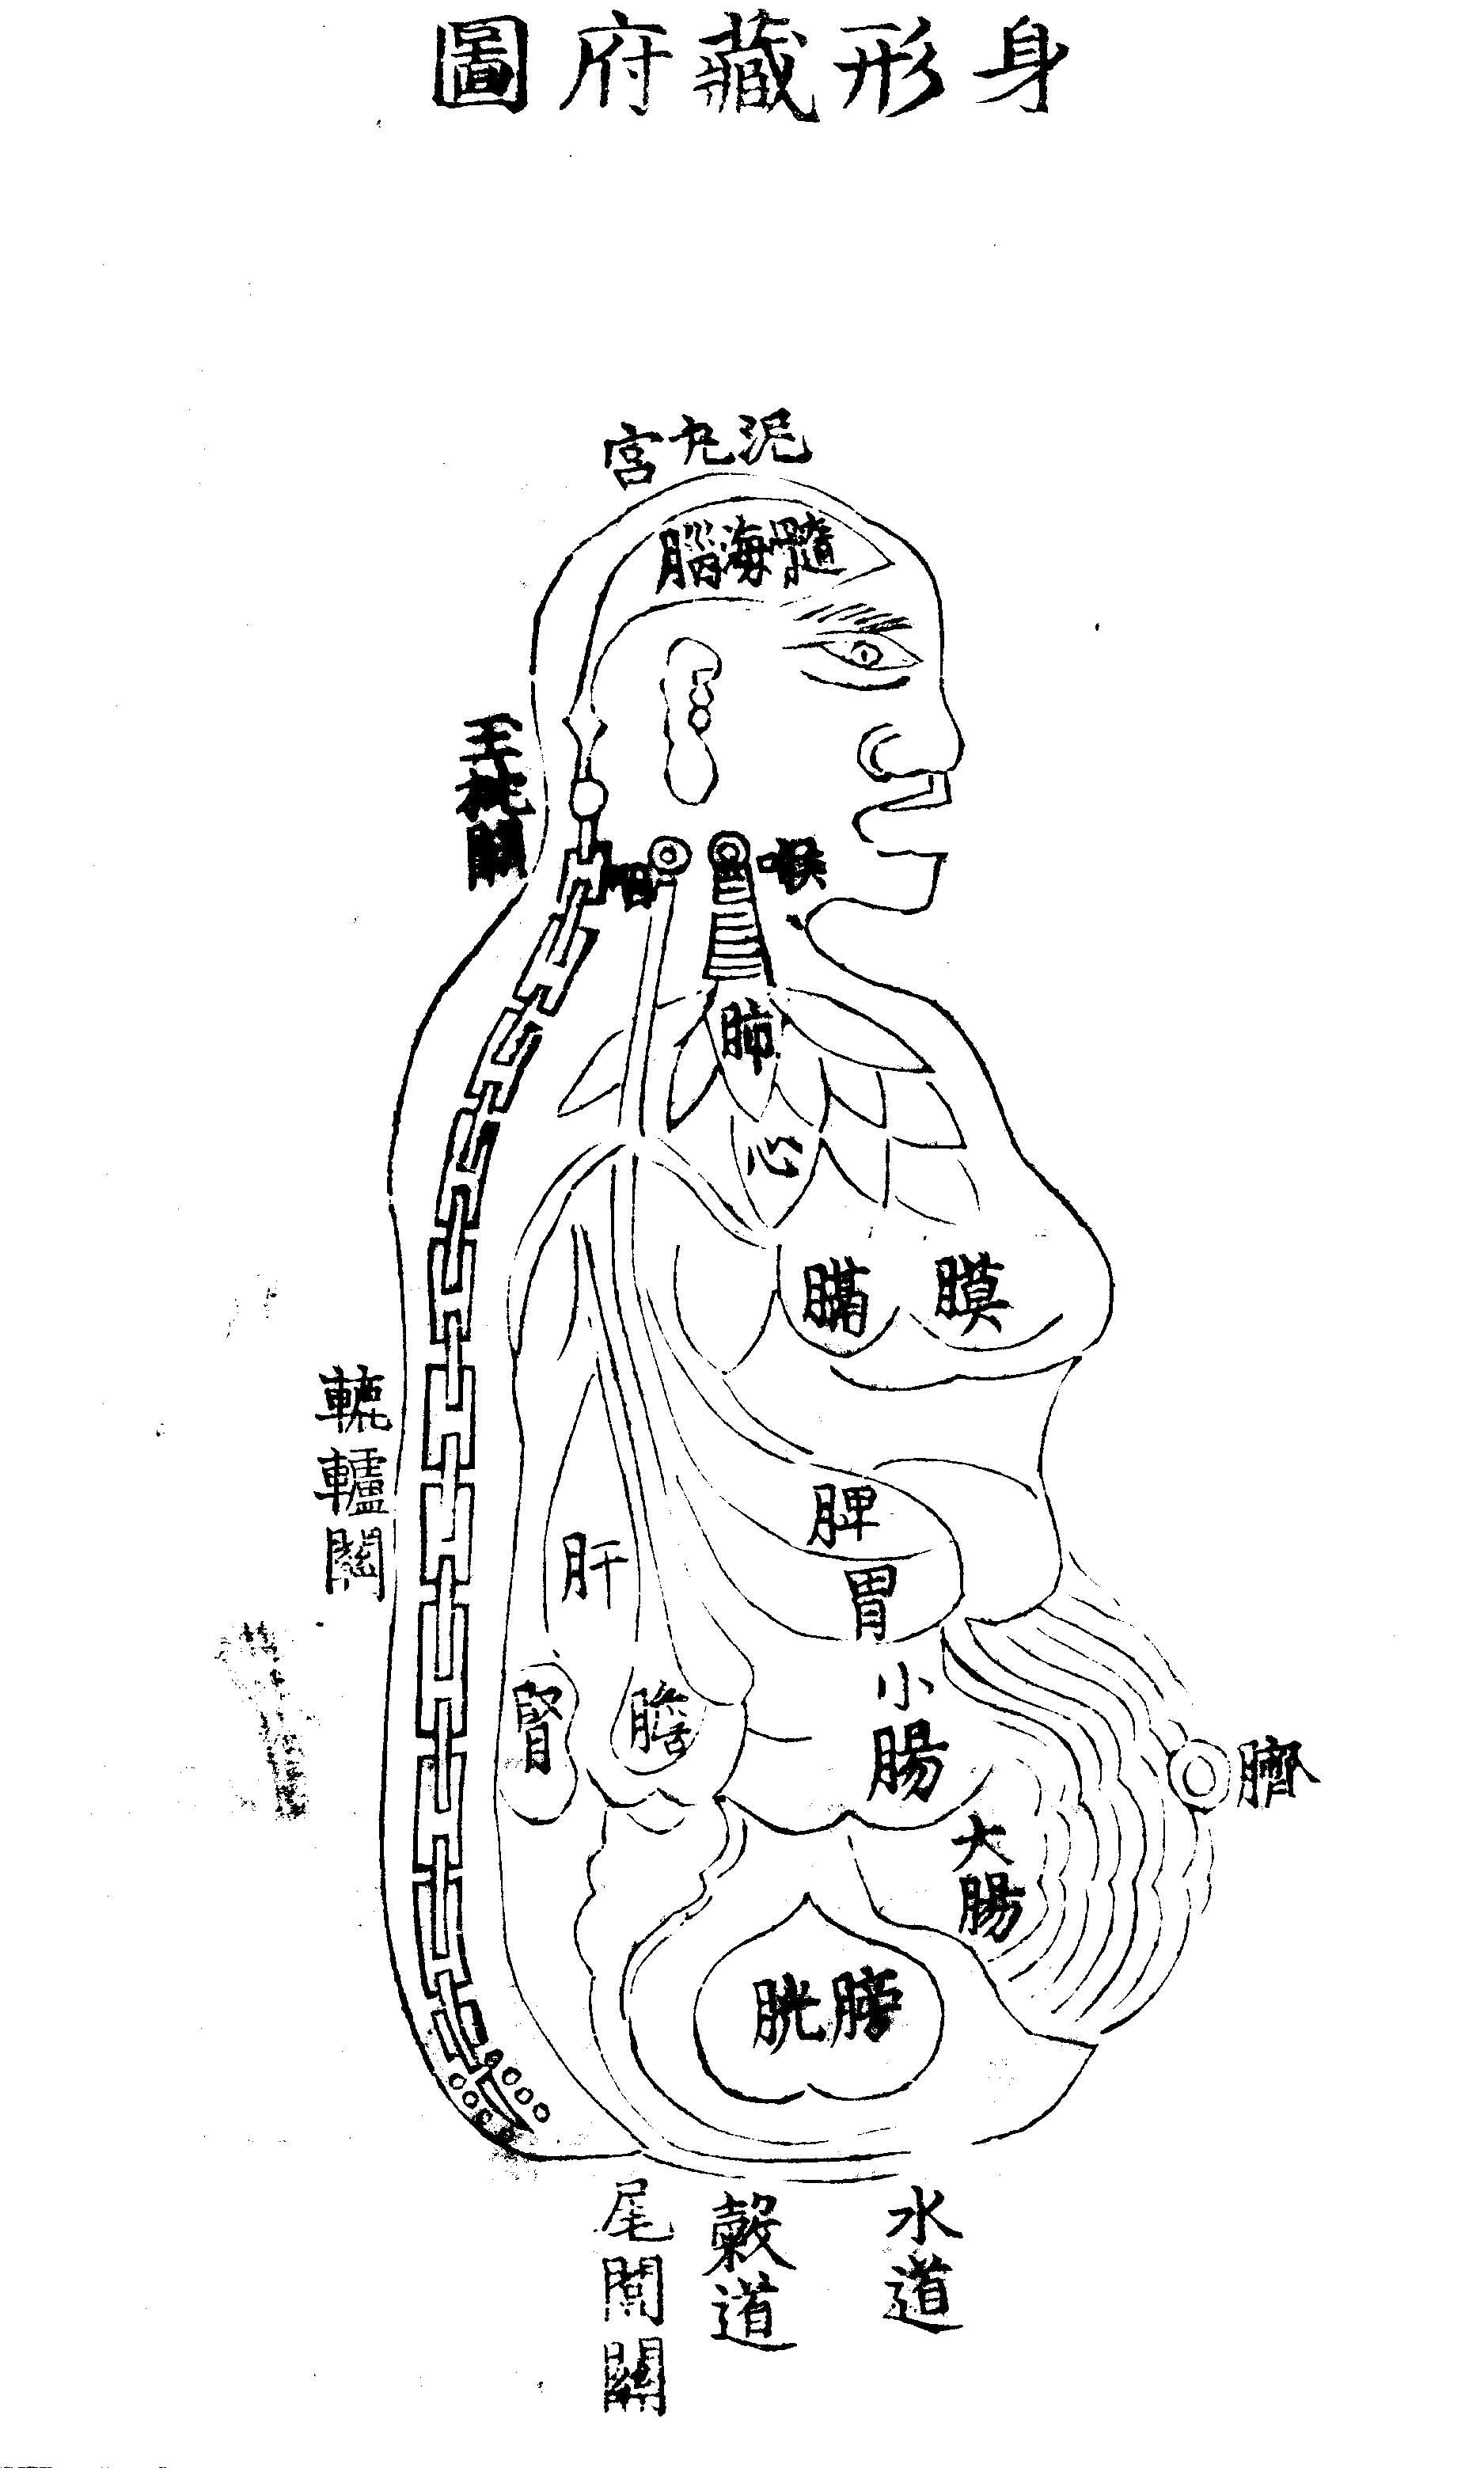 身形藏府圖
泥丸宮
髓海腦
玉枕關
喉
咽
肺
心
膜膈
轆轤關
脾
胃
肝
小腸
膽
腎
臍
大腸
膀胱
水道
穀道
尾閭關